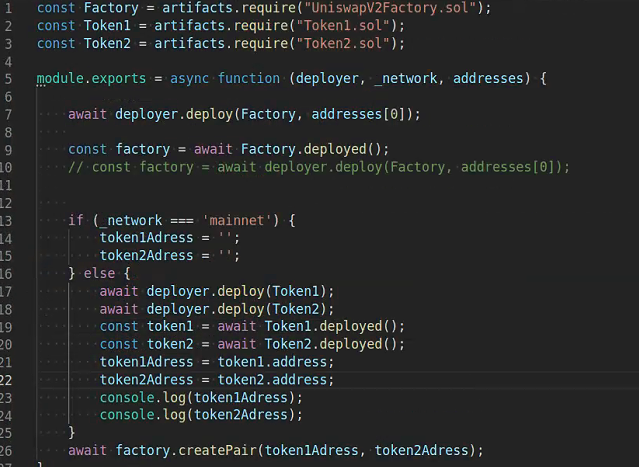 1 const Factory = artifacts.require("UniswapV2Factory.sol");
2 const Token1 = artifacts.require("Token1.sol");
3 const Token2 = artifacts.require("Token2.sol");
4
5 module.exports = async function (deployer, _network, addresses) {
6
7 await deployer.deploy(Factory, addresses[0]);
8
9 const factory = await Factory.deployed();
10 // const factory = await deployer.deploy(Factory, addresses[0]);
11
12
13 if (_network === 'mainnet') {
14 token1Adress = '';
15 token2Adress = '';
16 } else {
17 await deployer.deploy(Token1);
18 await deployer.deploy(Token2);
19 const token1 = await Token1.deployed();
20 const token2 = await Token2.deployed();
21 token1Adress = token1.address;
22 token2Adress = token2.address;
23 console.log(token1Adress);
24 console.log(token2Adress);
25 }
26 await factory.createPair(token1Adress, token2Adress);
27 }